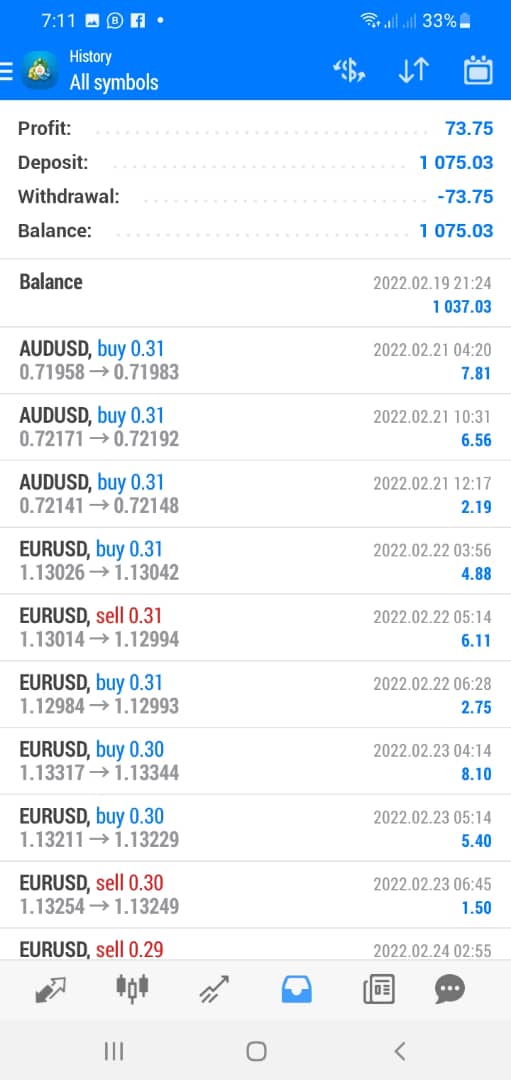 7:11 33%
History
All symbols
Profit: 73.75
Deposit: 1 075.03
Withdrawal: -73.75
Balance: 1 075.03
Balance 2022.02.19 21:24
1 037.03
AUDUSD, buy 0.31 2022.02.21 04:20
0.71958 → 0.71983 7.81
AUDUSD, buy 0.31 2022.02.21 10:31
0.72171 → 0.72192 6.56
AUDUSD, buy 0.31 2022.02.21 12:17
0.72141 → 0.72148 2.19
EURUSD, buy 0.31 2022.02.22 03:56
1.13026 → 1.13042 4.88
EURUSD, sell 0.31 2022.02.22 05:14
1.13014 → 1.12994 6.11
EURUSD, buy 0.31 2022.02.22 06:28
1.12984 → 1.12993 2.75
EURUSD, buy 0.30 2022.02.23 04:14
1.13317 → 1.13344 8.10
EURUSD, buy 0.30 2022.02.23 05:14
1.13211 → 1.13229 5.40
EURUSD, sell 0.30 2022.02.23 06:45
1.13254 → 1.13249 1.50
EURUSD, sell 0.29 2022.02.24 02:55